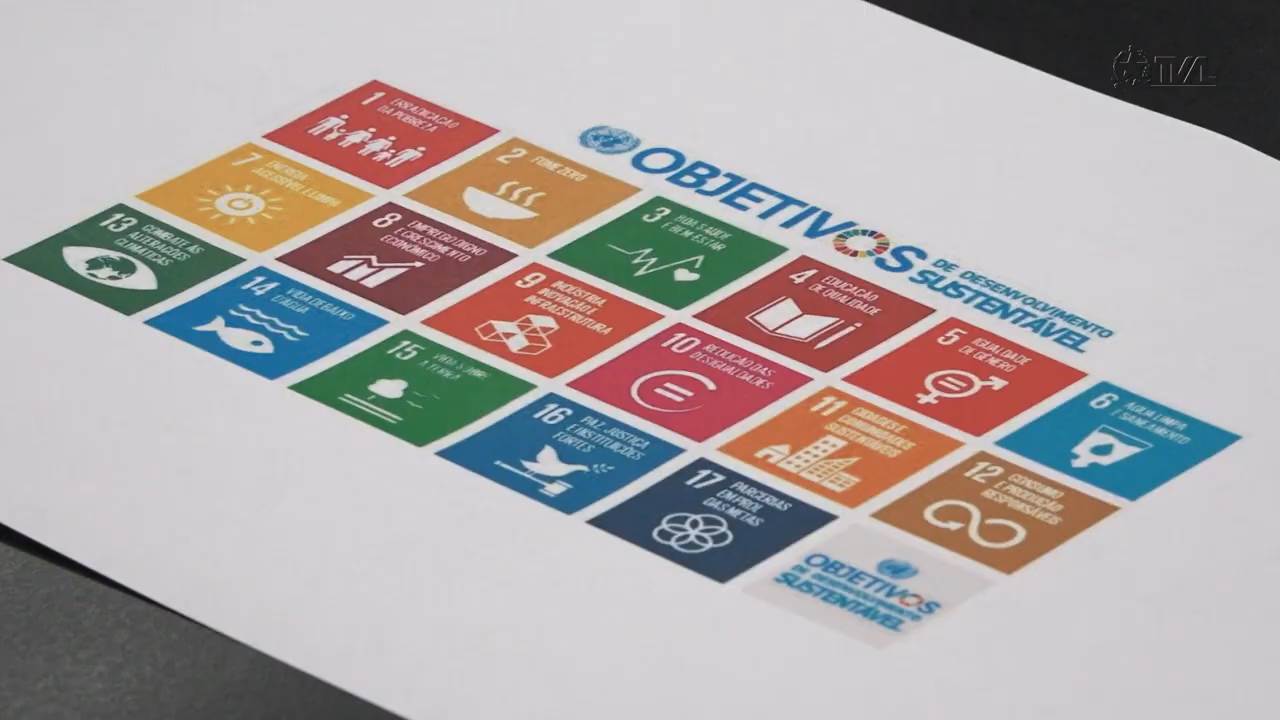 OBJETIVOS
DE DESENVOLVIMENTO
SUSTENTÁVEL
1 ERRADICAÇÃO
DA POBREZA
2 FOME ZERO
3 BOA SAÚDE
E BEM-ESTAR
4 EDUCAÇÃO
DE QUALIDADE
5 IGUALDADE
DE GÊNERO
6 ÁGUA LIMPA
E SANEAMENTO
7 ENERGIA
ACESSÍVEL E LIMPA
8 EMPREGO DIGNO
E CRESCIMENTO
ECONÔMICO
9 INDÚSTRIA,
INOVAÇÃO E
INFRAESTRUTURA
10 REDUÇÃO DAS
DESIGUALDADES
11 CIDADES E
COMUNIDADES
SUSTENTÁVEIS
12 CONSUMO
E PRODUÇÃO
RESPONSÁVEIS
13 COMBATE ÀS
ALTERAÇÕES
CLIMÁTICAS
14 VIDA DEBAIXO
D'ÁGUA
15 VIDA SOBRE
A TERRA
16 PAZ, JUSTIÇA
E INSTITUIÇÕES
FORTES
17 PARCERIAS
EM PROL
DAS METAS
OBJETIVOS
DE DESENVOLVIMENTO
SUSTENTÁVEL